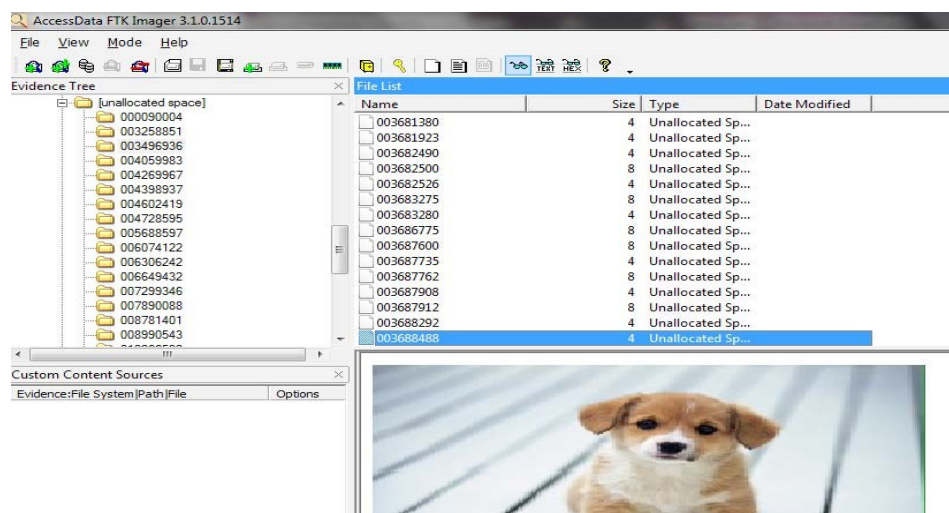 AccessData FTK Imager 3.1.0.1514
File View Mode Help
TEXT HEX
Evidence Tree
[unallocated space]
000090004
003258851
003496936
004059983
004269967
004398937
004602419
004728595
005688597
006074122
006306242
006649432
007299346
007890088
008781401
008990543
File List
Name Size Type Date Modified
003681380 4 Unallocated Sp...
003681923 4 Unallocated Sp...
003682490 4 Unallocated Sp...
003682500 8 Unallocated Sp...
003682526 4 Unallocated Sp...
003683275 8 Unallocated Sp...
003683280 4 Unallocated Sp...
003686775 8 Unallocated Sp...
003687600 8 Unallocated Sp...
003687735 4 Unallocated Sp...
003687762 8 Unallocated Sp...
003687908 4 Unallocated Sp...
003687912 8 Unallocated Sp...
003688292 4 Unallocated Sp...
003688488 4 Unallocated Sp...
Custom Content Sources
Evidence:File System|Path|File Options